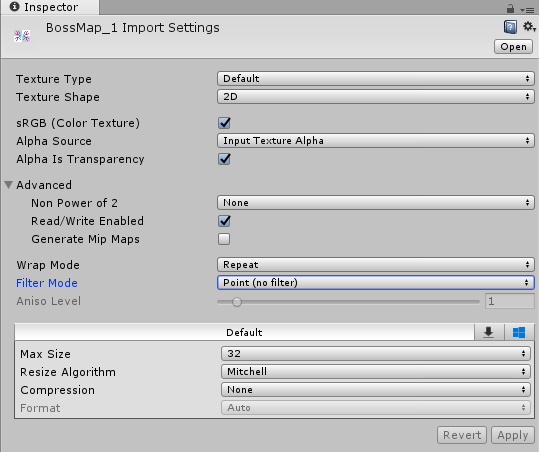 Inspector
BossMap_1 Import Settings
Open
Texture Type Default
Texture Shape 2D
sRGB (Color Texture)
Alpha Source Input Texture Alpha
Alpha Is Transparency
Advanced
Non Power of 2 None
Read/Write Enabled
Generate Mip Maps
Wrap Mode Repeat
Filter Mode Point (no filter)
Aniso Level 1
Default
Max Size 32
Resize Algorithm Mitchell
Compression None
Format Auto
Revert Apply